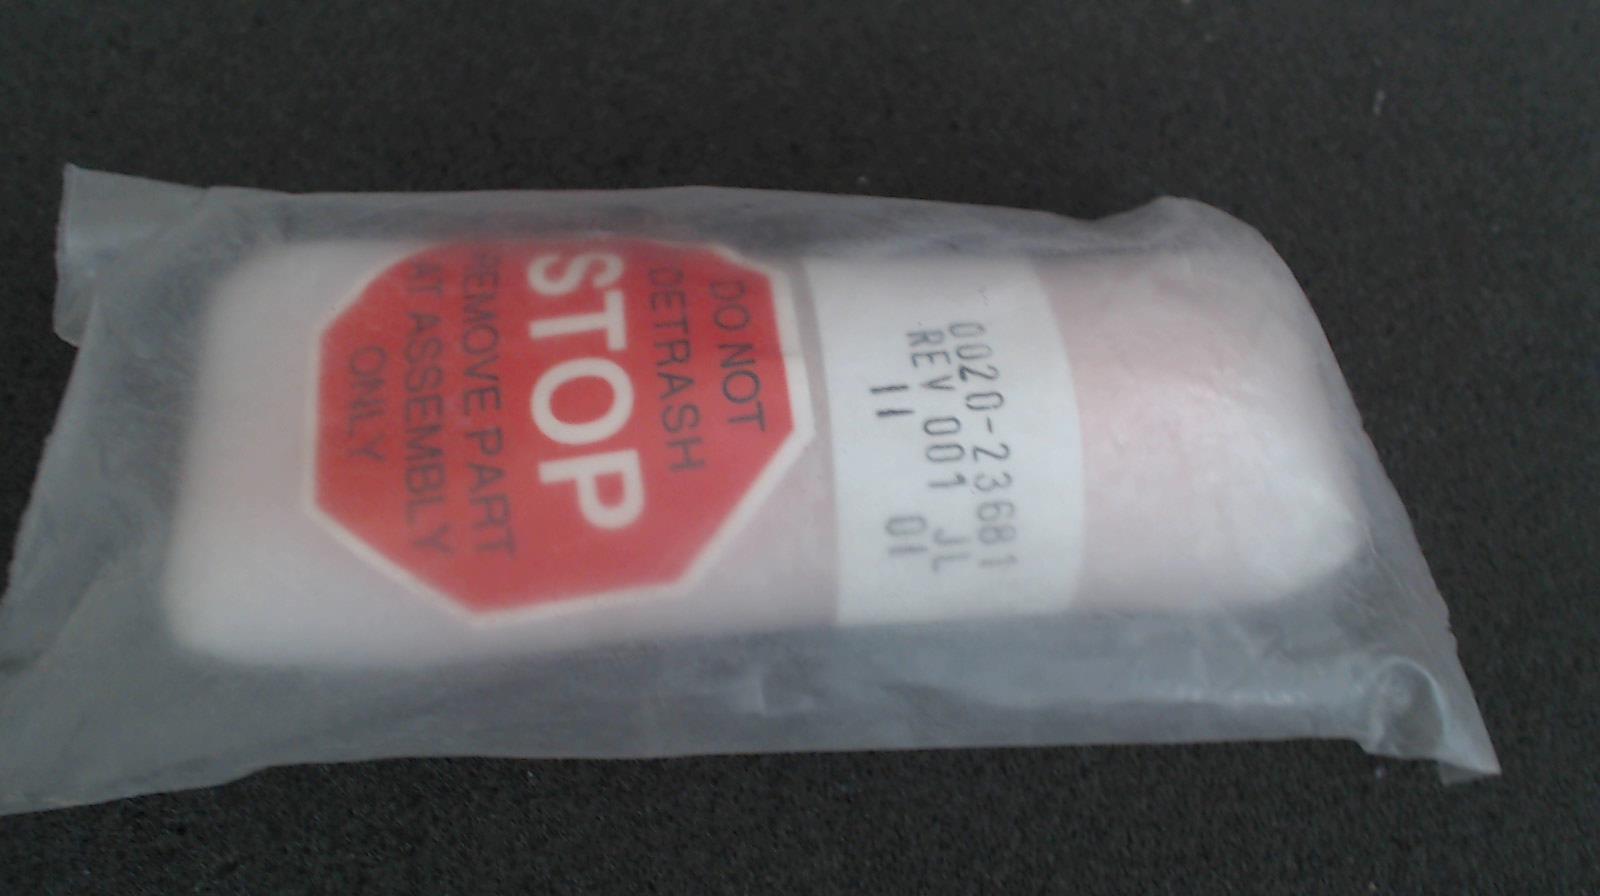 DO NOT
DETRASH
STOP
REMOVE PART
AT ASSEMBLY
ONLY
0020-23681
REV 001 JL
11 01